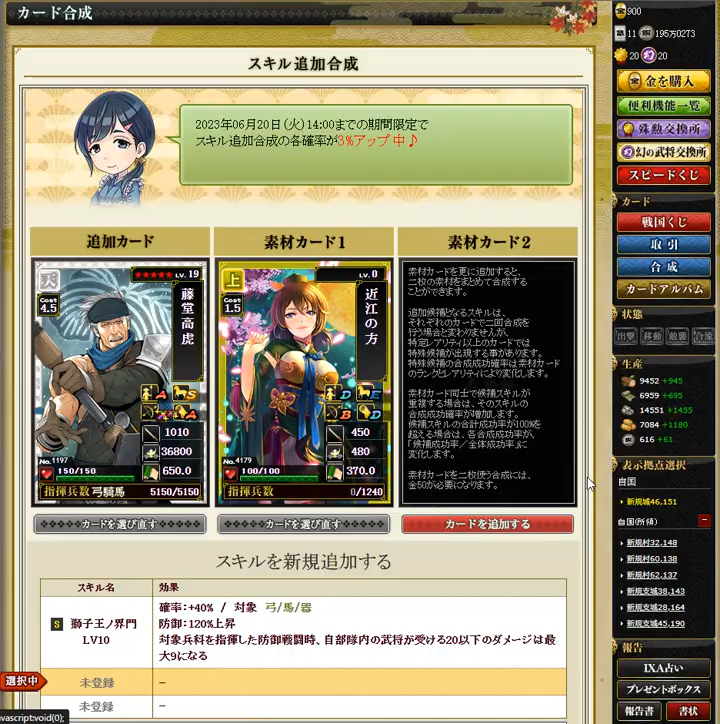 カード合成
スキル追加合成
2023年06月20日(火)14:00までの期間限定で
スキル追加合成の各確率が3%アップ中♪
追加カード
素材カード1
素材カード2
天
★★★★★ LV.19
Cost
4.5
藤堂高虎
1010
36800
650.0
No.1197
150/150
指揮兵数 弓騎馬 5150/5150
上
LV.0
Cost
1.5
近江の方
D
E
B
D
450
480
370.0
No.4179
100/100
指揮兵数 0/1240
素材カードを更に追加すると、
二枚の素材をまとめて合成する
ことができます。
追加候補となるスキルは、
それぞれのカードで二回合成を
行う場合と変わりませんが、
特定レアリティ以上のカードでは
特殊候補が出現する事があります。
特殊候補の合成成功確率は素材カード
のランクとレアリティにより変化します。
素材カード同士で候補スキルが
重複する場合は、そのスキルの
合成成功確率が増加します。
候補スキルの合計成功率が100%を
超える場合は、各合成成功率が、
「候補成功率／全体成功率」に
変化します。
素材カードを二枚使う合成には、
金50が必要になります。
カードを選び直す
カードを選び直す
カードを追加する
スキルを新規追加する
スキル名
効果
S 獅子王ノ界門
LV10
確率:+40% / 対象 弓/馬/器
防御:120%上昇
対象兵科を指揮した防御戦闘時、自部隊内の武将が受ける20以下のダメージは最
大9になる
選択中
未登録
－
未登録
－
vascript:void(0);
900
11
195万0273
20
20
金を購入
便利機能一覧
殊勲交換所
幻の武将交換所
スピードくじ
カード
戦国くじ
取引
合成
カードアルバム
状態
出撃
移動
敵襲
合流
生産
9452 +945
6959 +695
14551 +1455
7084 +1180
616 +61
表示拠点選択
自国
新規城46,151
自国(所領)
新規村32,148
新規村60,138
新規村62,137
新規支城38,143
新規支城28,164
新規支城45,190
報告
IXA占い
プレゼントボックス
報告書
書状